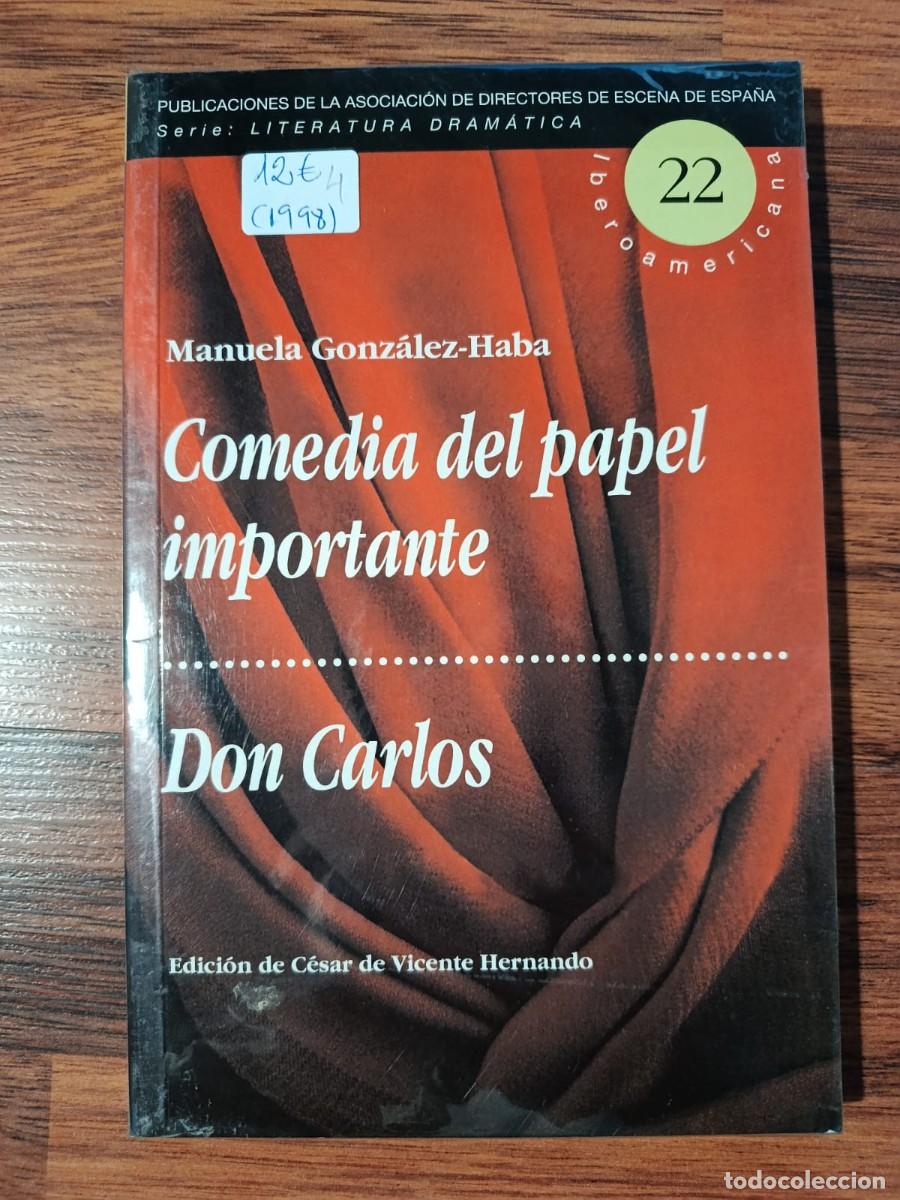 PUBLICACIONES DE LA ASOCIACIÓN DE DIRECTORES DE ESCENA DE ESPAÑA
Serie: LITERATURA DRAMÁTICA
12€ 4
(1998)
22
Iberoamericana
Manuela González-Haba
Comedia del papel
importante
Don Carlos
Edición de César de Vicente Hernando
todocoleccion